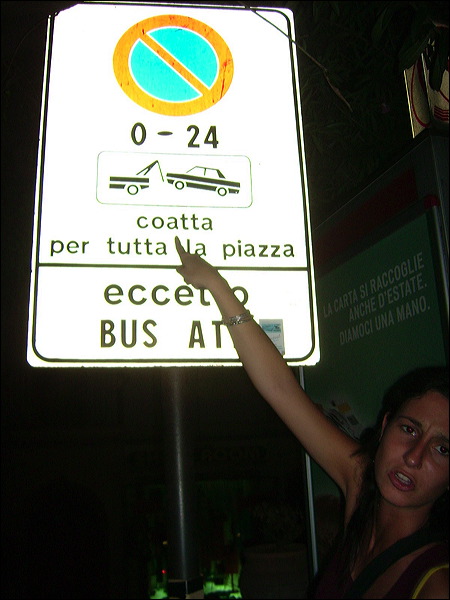 0-24
coatta
per tutta la piazza
eccetto
BUS AT
LA CARTA SI RACCOGLIE
ANCHE D'ESTATE.
DIAMOCI UNA MANO.